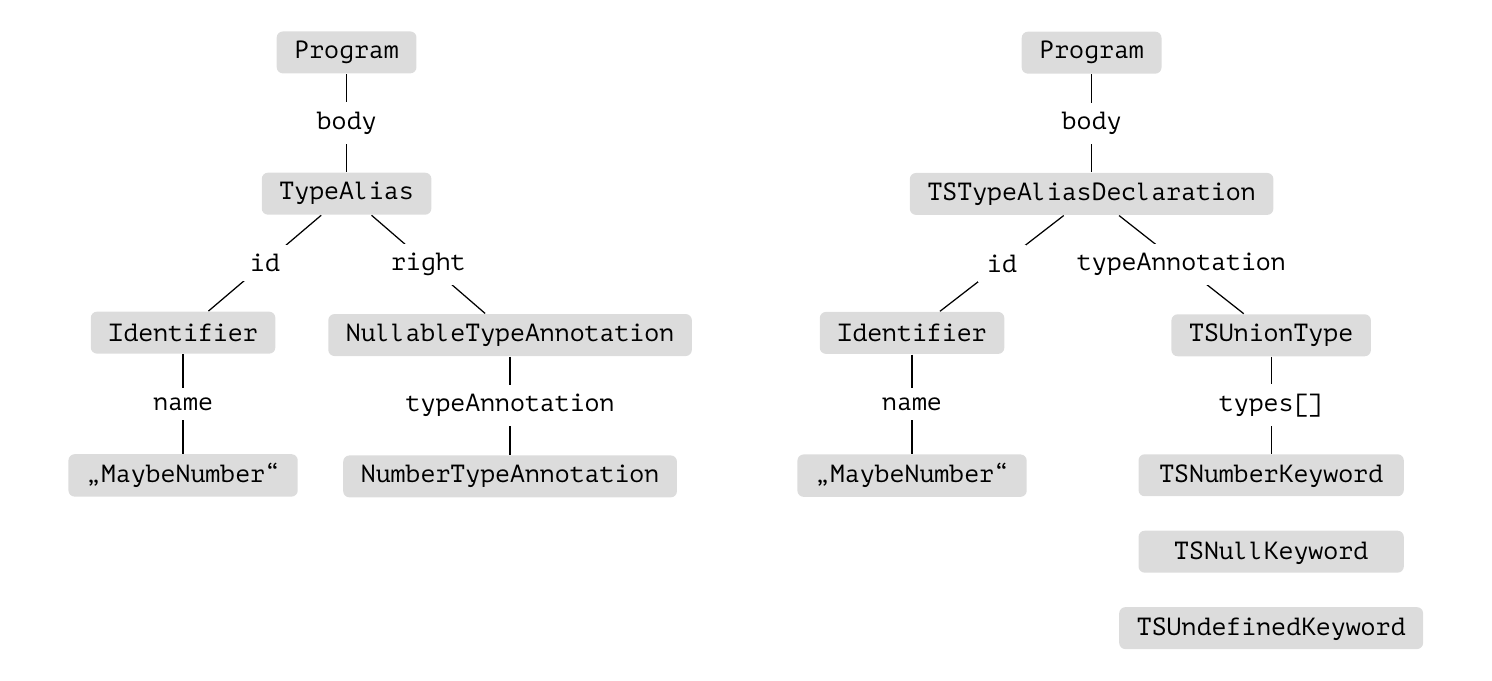 Program
body
TypeAlias
id
right
Identifier
NullableTypeAnnotation
name
typeAnnotation
„MaybeNumber“
NumberTypeAnnotation
Program
body
TSTypeAliasDeclaration
id
typeAnnotation
Identifier
TSUnionType
name
types[]
„MaybeNumber“
TSNumberKeyword
TSNullKeyword
TSUndefinedKeyword